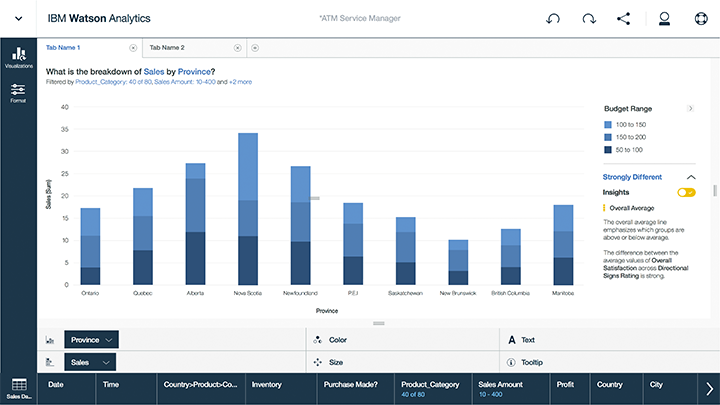 IBM Watson Analytics
*ATM Service Manager
Visualizations
Format
Tab Name 1
Tab Name 2
What is the breakdown of Sales by Province?
Filtered by Product_Category: 40 of 80, Sales Amount: 10-400 and +2 more
Sales (Sum)
40
35
30
25
20
15
10
5
0
Ontario
Quebec
Alberta
Nova Scotia
Newfoundland
P.E.I
Saskatchewan
New Brunswick
British Columbia
Manitoba
Province
Budget Range
100 to 150
150 to 200
50 to 100
Strongly Different
Insights
Overall Average
The overall average line
emphasizes which groups are
above or below average.
The difference between the
average values of Overall
Satisfaction across Directional
Signs Rating is strong.
Province
Color
A Text
Sales
Size
Tooltip
Sales De...
Date
Time
Country>Product>Co...
Inventory
Purchase Made?
Product_Category
40 of 80
Sales Amount
10 - 400
Profit
Country
City